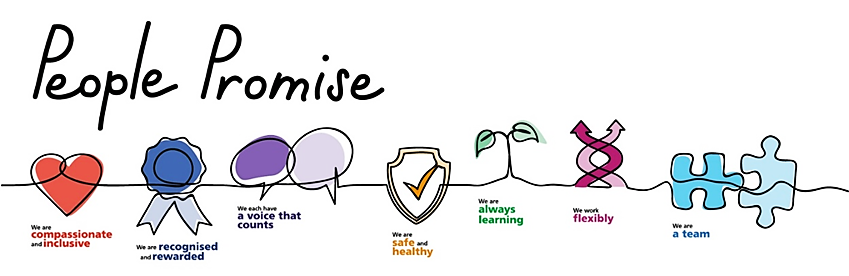 People Promise
We are
compassionate
and inclusive
We are recognised
and rewarded
We each have
a voice that
counts
We are
safe and
healthy
We are
always
learning
We work
flexibly
We are
a team